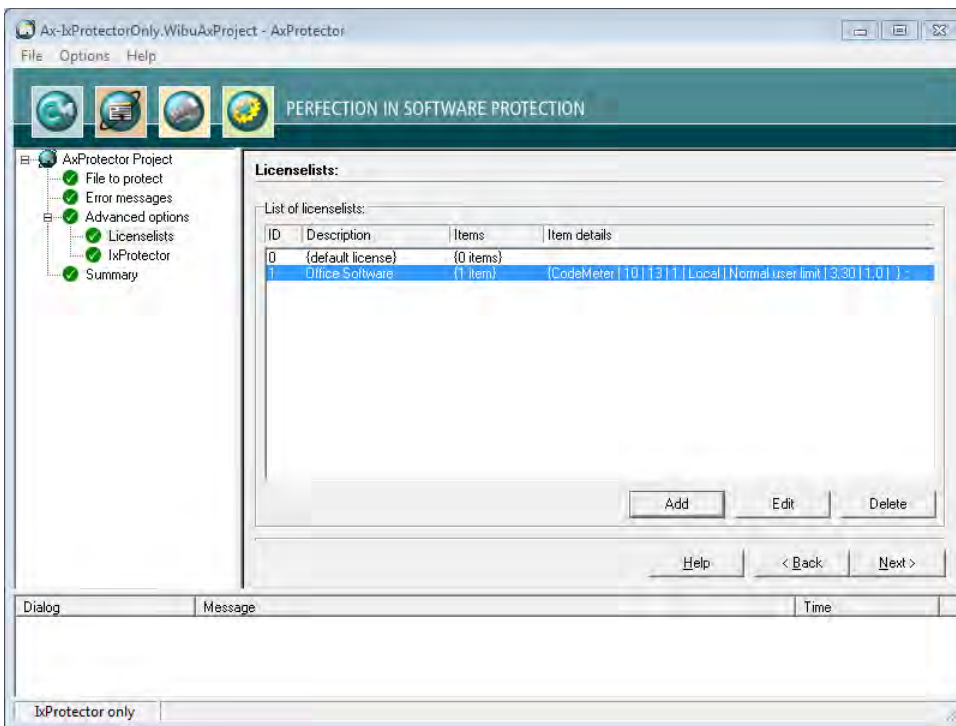 Ax-IxProtectorOnly.WibuAxProject - AxProtector
File Options Help
PERFECTION IN SOFTWARE PROTECTION
AxProtector Project
File to protect
Error messages
Advanced options
Licenselists
IxProtector
Summary
Licenselists:
List of licenselists:
ID Description Items Item details
0 {default license} {0 items}
1 Office Software {1 item} {CodeMeter | 10 | 13 | 1 | Local | Normal user limit | 3.30 | 1.0 | } ::
Add Edit Delete
Help < Back Next >
Dialog Message Time
IxProtector only